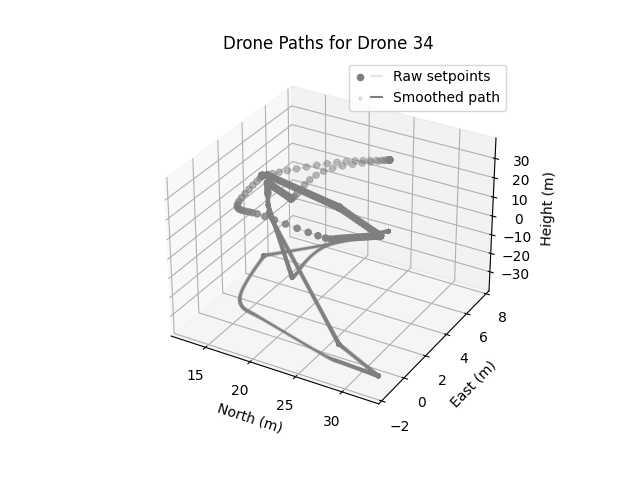 Drone Paths for Drone 34
Raw setpoints
Smoothed path
30
20
10
0
−10
−20
−30
Height (m)
8
6
4
2
0
−2
East (m)
15
20
25
30
North (m)